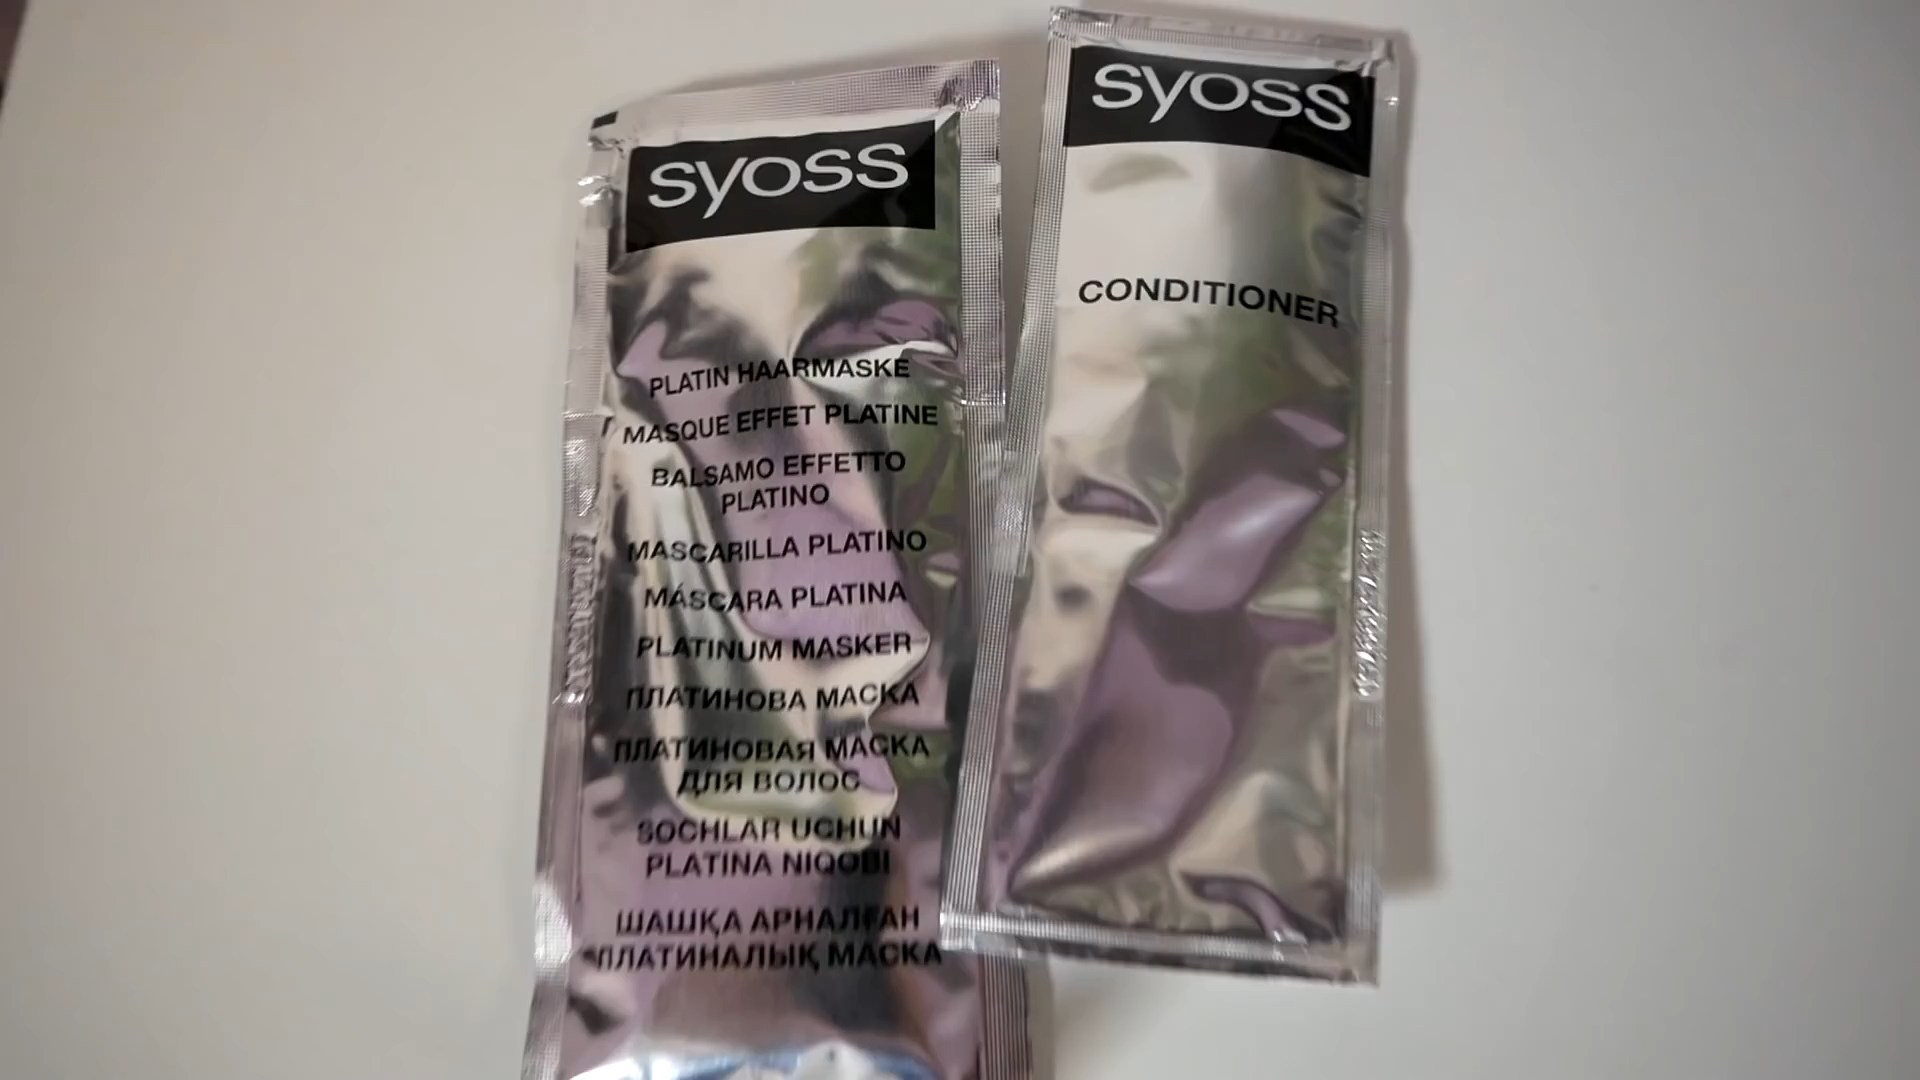 syoss
PLATIN HAARMASKE
MASQUE EFFET PLATINE
BALSAMO EFFETTO
PLATINO
MASCARILLA PLATINO
MÁSCARA PLATINA
PLATINUM MASKER
ПЛАТИНОВА МАСКА
ПЛАТИНОВАЯ МАСКА
ДЛЯ ВОЛОС
SOCHLAR UCHUN
PLATINA NIQOBI
ШАШҚА АРНАЛҒАН
ПЛАТИНАЛЫҚ МАСКА
syoss
CONDITIONER